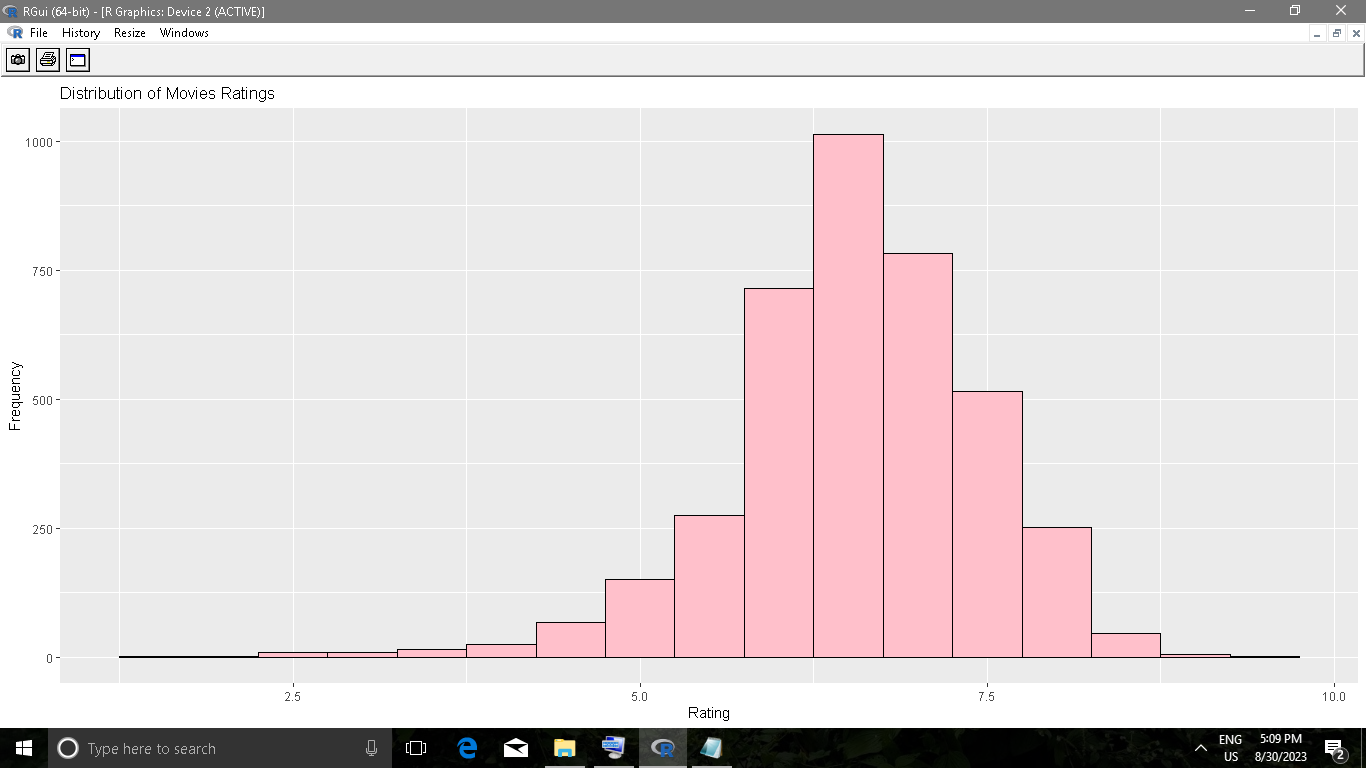 RGui (64-bit) - [R Graphics: Device 2 (ACTIVE)]
File History Resize Windows
Distribution of Movies Ratings
1000
750
500
250
0
Frequency
2.5 5.0 7.5 10.0
Rating
Type here to search
ENG
US
5:09 PM
8/30/2023
2